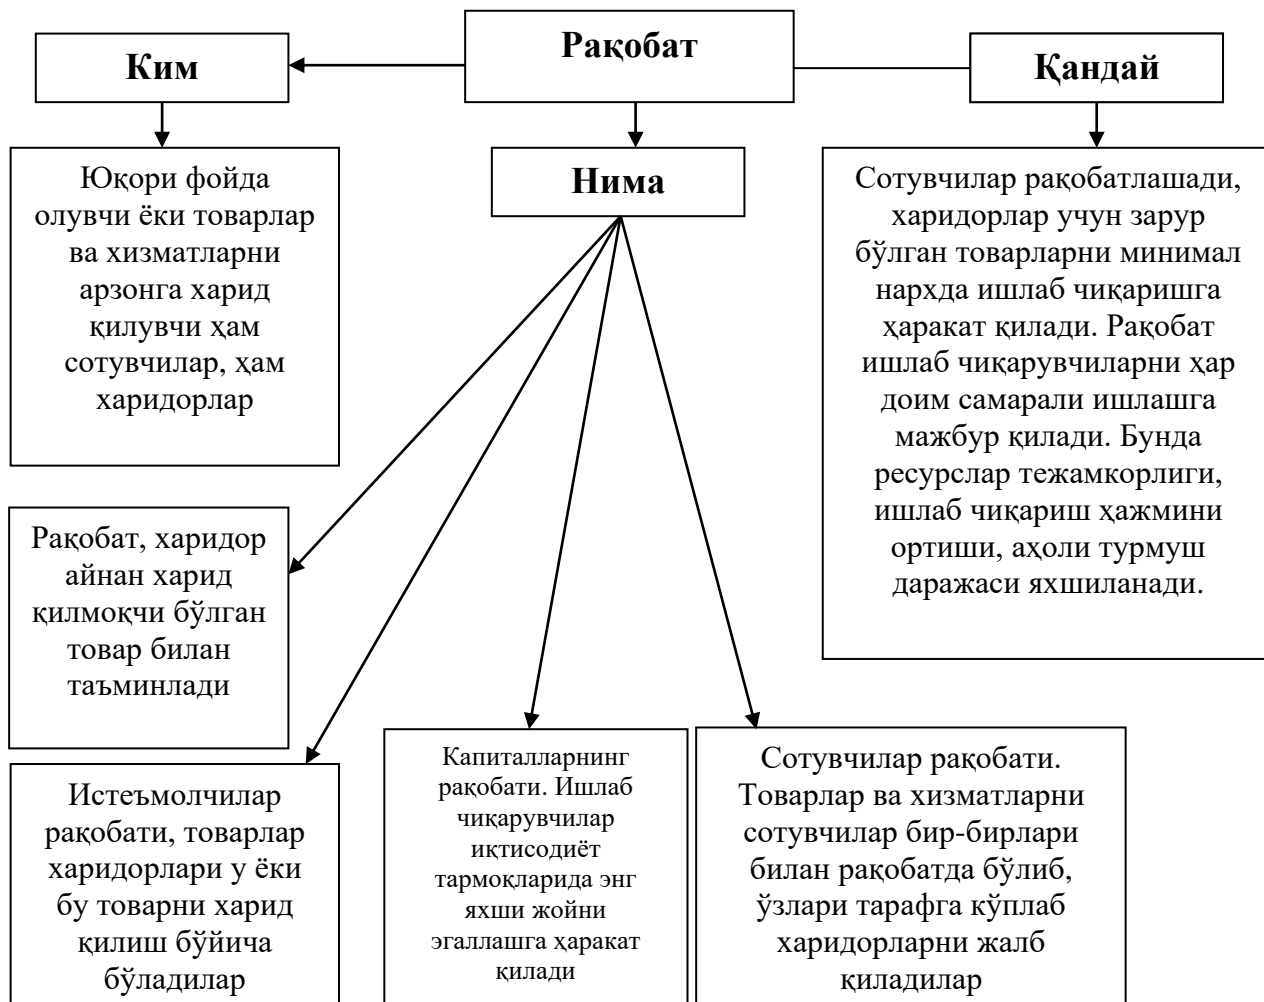 Рақобат
Ким
Қандай
Нима
Юқори фойда
олувчи ёки товарлар
ва хизматларни
арзонга харид
қилувчи ҳам
сотувчилар, ҳам
харидорлар
Сотувчилар рақобатлашади,
харидорлар учун зарур
бўлган товарларни минимал
нархда ишлаб чиқаришга
ҳаракат қилади. Рақобат
ишлаб чиқарувчиларни ҳар
доим самарали ишлашга
мажбур қилади. Бунда
ресурслар тежамкорлиги,
ишлаб чиқариш ҳажмини
ортиши, аҳоли турмуш
даражаси яхшиланади.
Рақобат, харидор
айнан харид
қилмоқчи бўлган
товар билан
таъминлади
Истеъмолчилар
рақобати, товарлар
харидорлари у ёки
бу товарни харид
қилиш бўйича
бўладилар
Капиталларнинг
рақобати. Ишлаб
чиқарувчилар
иқтисодиёт
тармоқларида энг
яхши жойни
эгаллашга ҳаракат
қилади
Сотувчилар рақобати.
Товарлар ва хизматларни
сотувчилар бир-бирлари
билан рақобатда бўлиб,
ўзлари тарафга кўплаб
харидорларни жалб
қиладилар